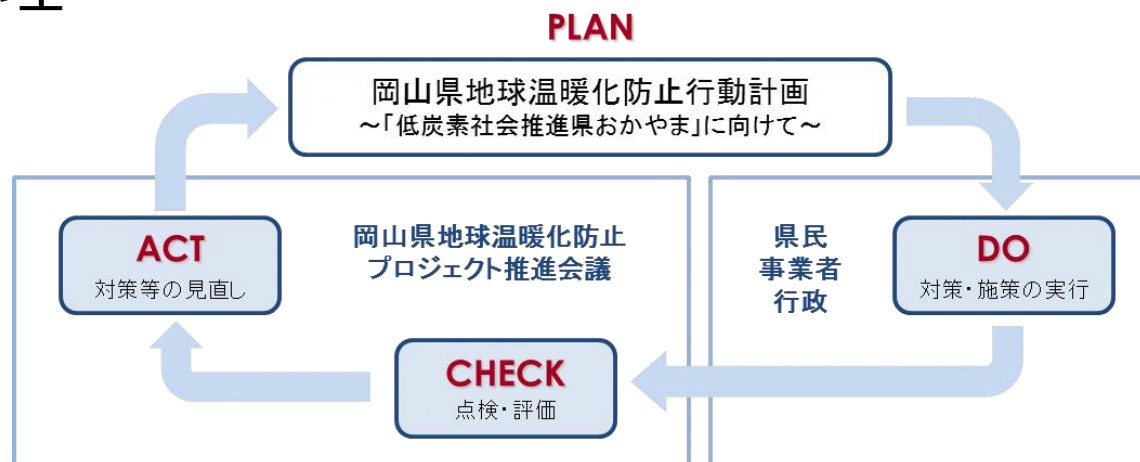 PLAN
岡山県地球温暖化防止行動計画
～「低炭素社会推進県おかやま」に向けて～
ACT
対策等の見直し
岡山県地球温暖化防止
プロジェクト推進会議
県民
事業者
行政
DO
対策・施策の実行
CHECK
点検・評価